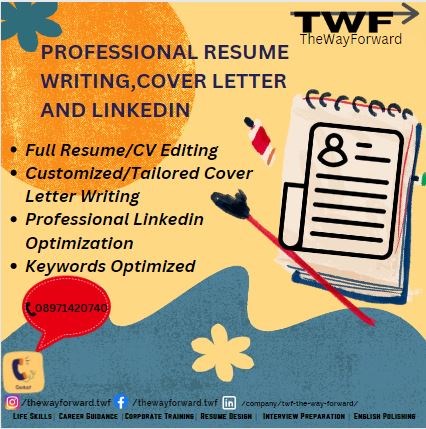 TWF
TheWayForward
PROFESSIONAL RESUME
WRITING,COVER LETTER
AND LINKEDIN
• Full Resume/CV Editing
• Customized/Tailored Cover
Letter Writing
• Professional Linkedin
Optimization
• Keywords Optimized
08971420740
Contact
/thewayforward.twf /thewayforward.twf in /company/twf-the-way-forward/
LIFE SKILLS | CAREER GUIDANCE | CORPORATE TRAINING | RESUME DESIGN | INTERVIEW PREPARATION | ENGLISH POLISHING